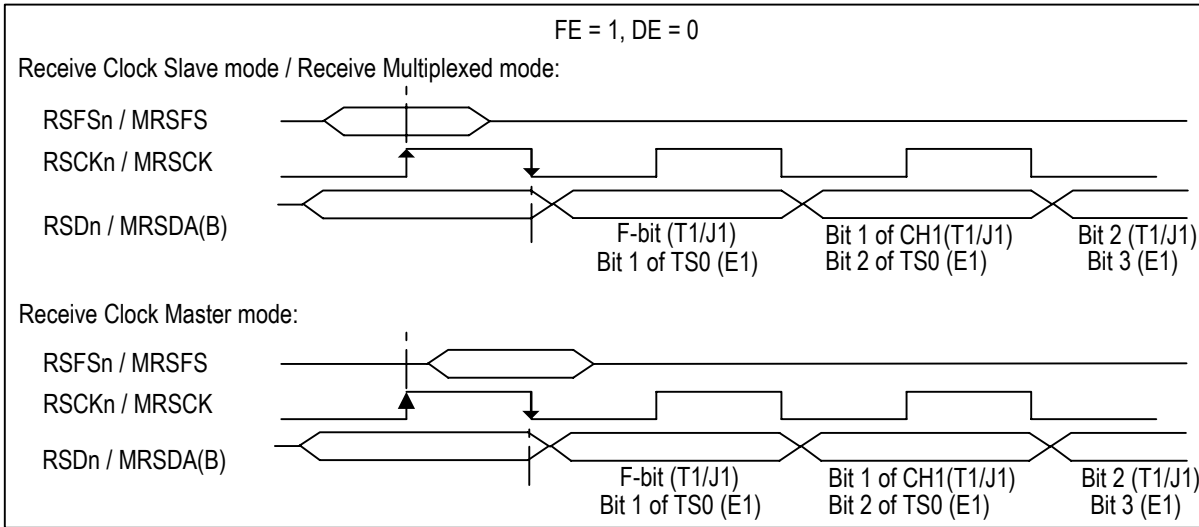 FE = 1, DE = 0
Receive Clock Slave mode / Receive Multiplexed mode:
RSFSn / MRSFS
RSCKn / MRSCK
RSDn / MRSDA(B)
F-bit (T1/J1)
Bit 1 of TS0 (E1)
Bit 1 of CH1(T1/J1)
Bit 2 of TS0 (E1)
Bit 2 (T1/J1)
Bit 3 (E1)
Receive Clock Master mode:
RSFSn / MRSFS
RSCKn / MRSCK
RSDn / MRSDA(B)
F-bit (T1/J1)
Bit 1 of TS0 (E1)
Bit 1 of CH1(T1/J1)
Bit 2 of TS0 (E1)
Bit 2 (T1/J1)
Bit 3 (E1)